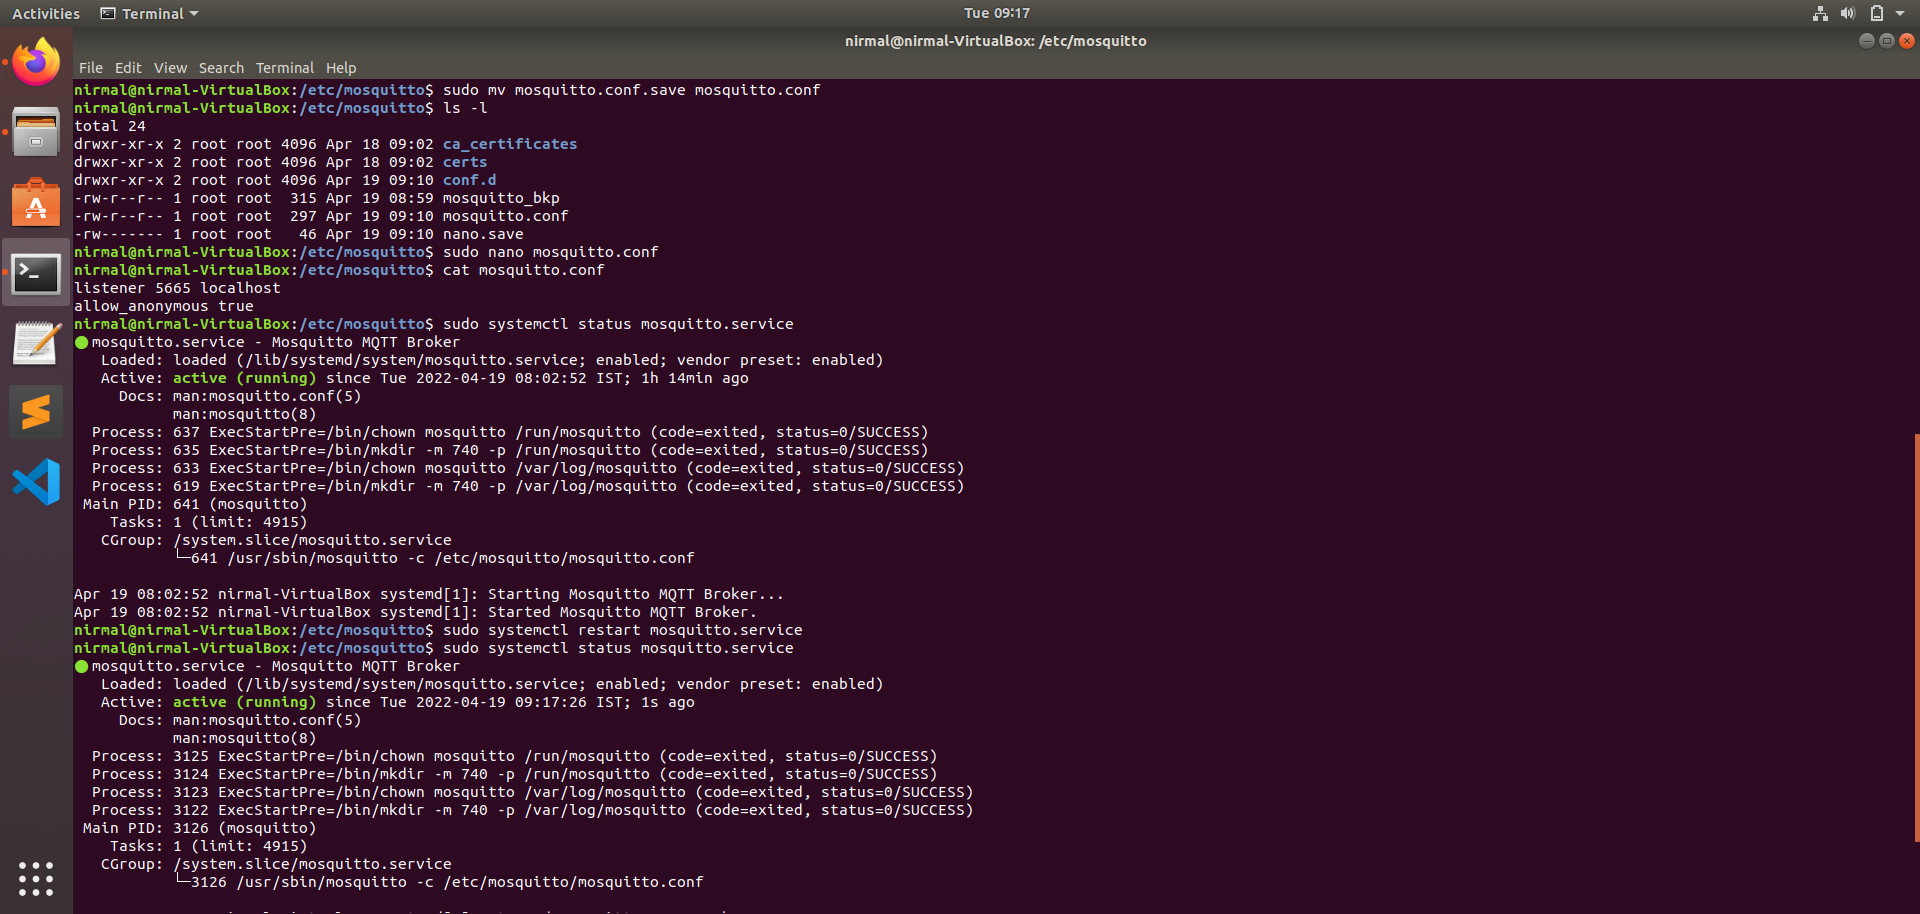 Activities Terminal Tue 09:17
nirmal@nirmal-VirtualBox: /etc/mosquitto
File Edit View Search Terminal Help
nirmal@nirmal-VirtualBox:/etc/mosquitto$ sudo mv mosquitto.conf.save mosquitto.conf
nirmal@nirmal-VirtualBox:/etc/mosquitto$ ls -l
total 24
drwxr-xr-x 2 root root 4096 Apr 18 09:02 ca_certificates
drwxr-xr-x 2 root root 4096 Apr 18 09:02 certs
drwxr-xr-x 2 root root 4096 Apr 19 09:10 conf.d
-rw-r--r-- 1 root root  315 Apr 19 08:59 mosquitto_bkp
-rw-r--r-- 1 root root  297 Apr 19 09:10 mosquitto.conf
-rw------- 1 root root   46 Apr 19 09:10 nano.save
nirmal@nirmal-VirtualBox:/etc/mosquitto$ sudo nano mosquitto.conf
nirmal@nirmal-VirtualBox:/etc/mosquitto$ cat mosquitto.conf
listener 5665 localhost
allow_anonymous true
nirmal@nirmal-VirtualBox:/etc/mosquitto$ sudo systemctl status mosquitto.service
● mosquitto.service - Mosquitto MQTT Broker
   Loaded: loaded (/lib/systemd/system/mosquitto.service; enabled; vendor preset: enabled)
   Active: active (running) since Tue 2022-04-19 08:02:52 IST; 1h 14min ago
     Docs: man:mosquitto.conf(5)
           man:mosquitto(8)
  Process: 637 ExecStartPre=/bin/chown mosquitto /run/mosquitto (code=exited, status=0/SUCCESS)
  Process: 635 ExecStartPre=/bin/mkdir -m 740 -p /run/mosquitto (code=exited, status=0/SUCCESS)
  Process: 633 ExecStartPre=/bin/chown mosquitto /var/log/mosquitto (code=exited, status=0/SUCCESS)
  Process: 619 ExecStartPre=/bin/mkdir -m 740 -p /var/log/mosquitto (code=exited, status=0/SUCCESS)
 Main PID: 641 (mosquitto)
    Tasks: 1 (limit: 4915)
   CGroup: /system.slice/mosquitto.service
           └─641 /usr/sbin/mosquitto -c /etc/mosquitto/mosquitto.conf
Apr 19 08:02:52 nirmal-VirtualBox systemd[1]: Starting Mosquitto MQTT Broker...
Apr 19 08:02:52 nirmal-VirtualBox systemd[1]: Started Mosquitto MQTT Broker.
nirmal@nirmal-VirtualBox:/etc/mosquitto$ sudo systemctl restart mosquitto.service
nirmal@nirmal-VirtualBox:/etc/mosquitto$ sudo systemctl status mosquitto.service
● mosquitto.service - Mosquitto MQTT Broker
   Loaded: loaded (/lib/systemd/system/mosquitto.service; enabled; vendor preset: enabled)
   Active: active (running) since Tue 2022-04-19 09:17:26 IST; 1s ago
     Docs: man:mosquitto.conf(5)
           man:mosquitto(8)
  Process: 3125 ExecStartPre=/bin/chown mosquitto /run/mosquitto (code=exited, status=0/SUCCESS)
  Process: 3124 ExecStartPre=/bin/mkdir -m 740 -p /run/mosquitto (code=exited, status=0/SUCCESS)
  Process: 3123 ExecStartPre=/bin/chown mosquitto /var/log/mosquitto (code=exited, status=0/SUCCESS)
  Process: 3122 ExecStartPre=/bin/mkdir -m 740 -p /var/log/mosquitto (code=exited, status=0/SUCCESS)
 Main PID: 3126 (mosquitto)
    Tasks: 1 (limit: 4915)
   CGroup: /system.slice/mosquitto.service
           └─3126 /usr/sbin/mosquitto -c /etc/mosquitto/mosquitto.conf